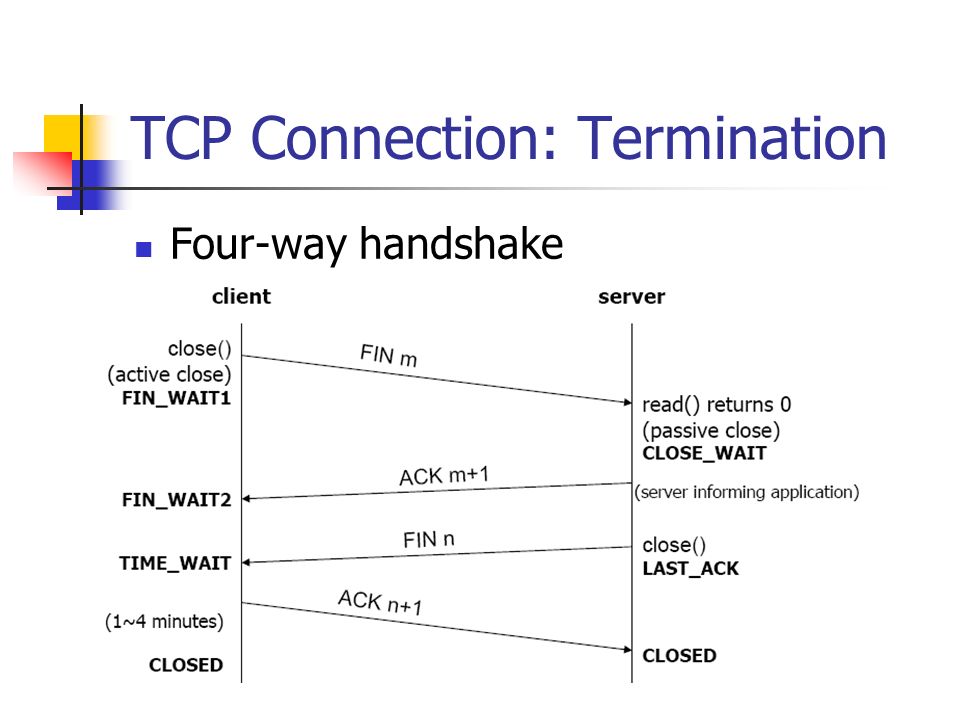 TCP Connection: Termination
Four-way handshake
client
server
close()
(active close)
FIN_WAIT1
FIN m
read() returns 0
(passive close)
CLOSE_WAIT
ACK m+1
FIN_WAIT2
(server informing application)
FIN n
close()
LAST_ACK
TIME_WAIT
ACK n+1
(1~4 minutes)
CLOSED
CLOSED